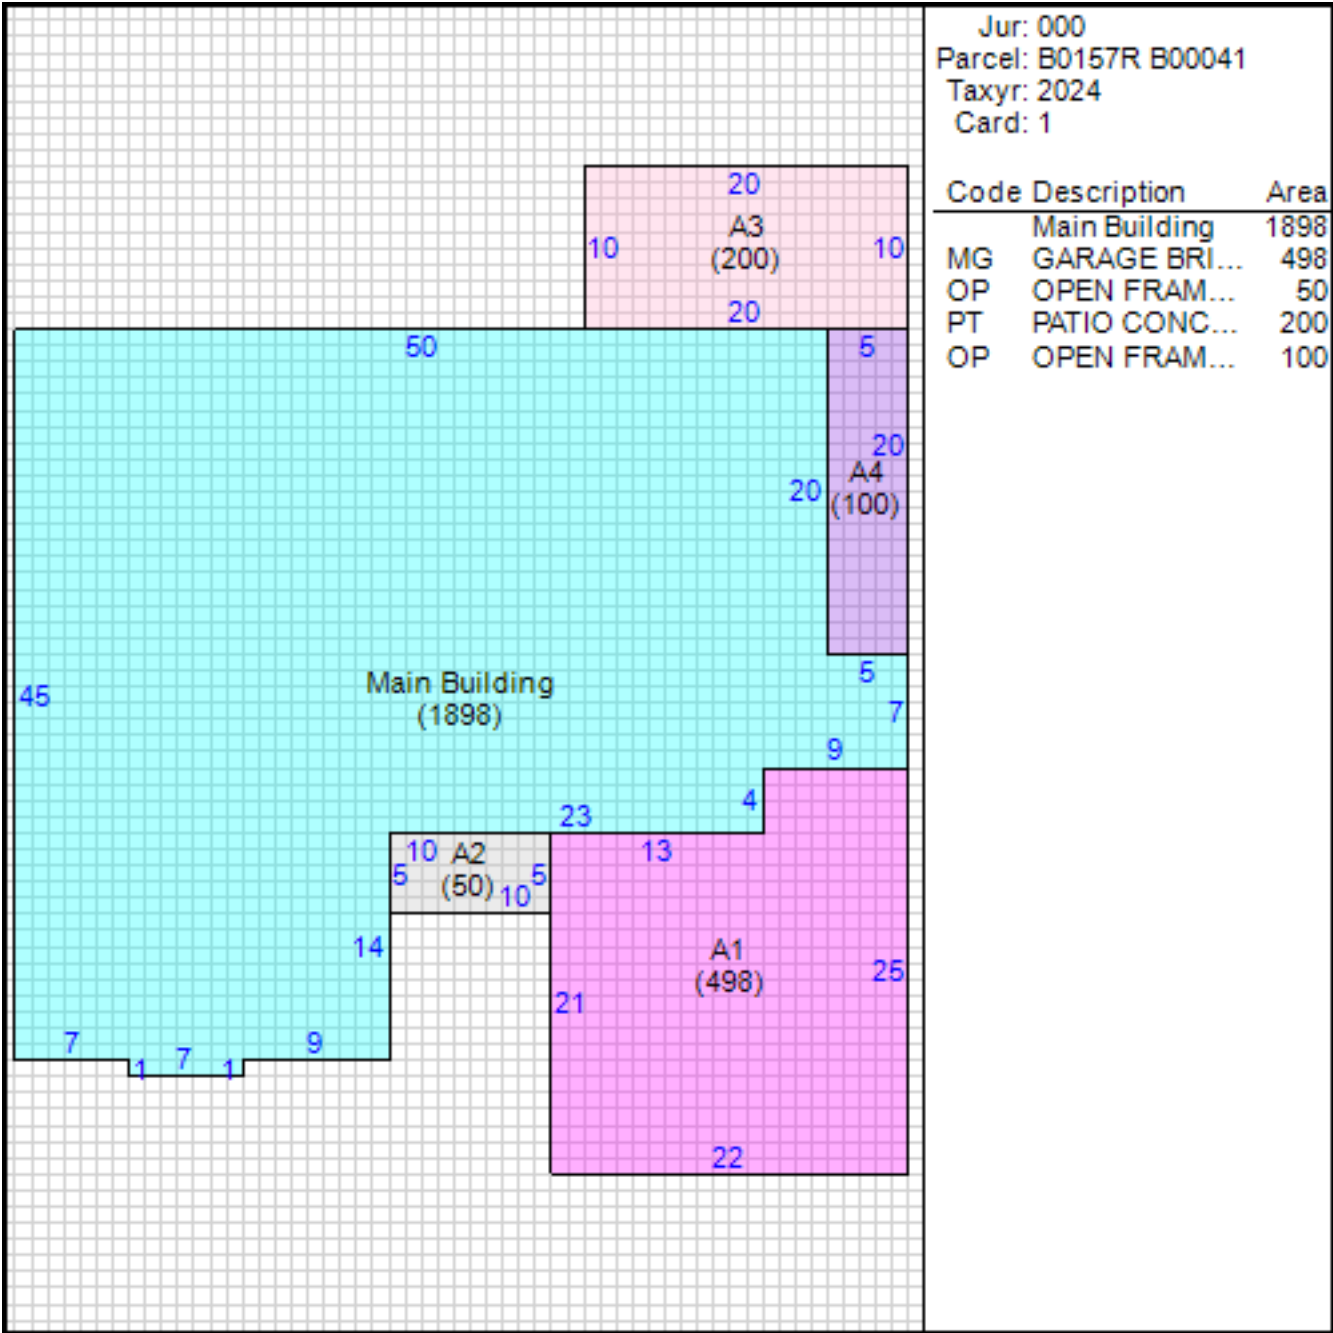 Jur: 000
Parcel: B0157R B00041
Taxyr: 2024
Card: 1
Code Description Area
Main Building 1898
MG GARAGE BRI... 498
OP OPEN FRAM... 50
PT PATIO CONC... 200
OP OPEN FRAM... 100
20
A3
10 (200) 10
20
50 5
20
A4
20 (100)
5
45 Main Building
(1898)
7
9
4
23
10 A2 13
5 (50) 5
10
14 A1
(498) 25
21
7 7 9
1 1
22